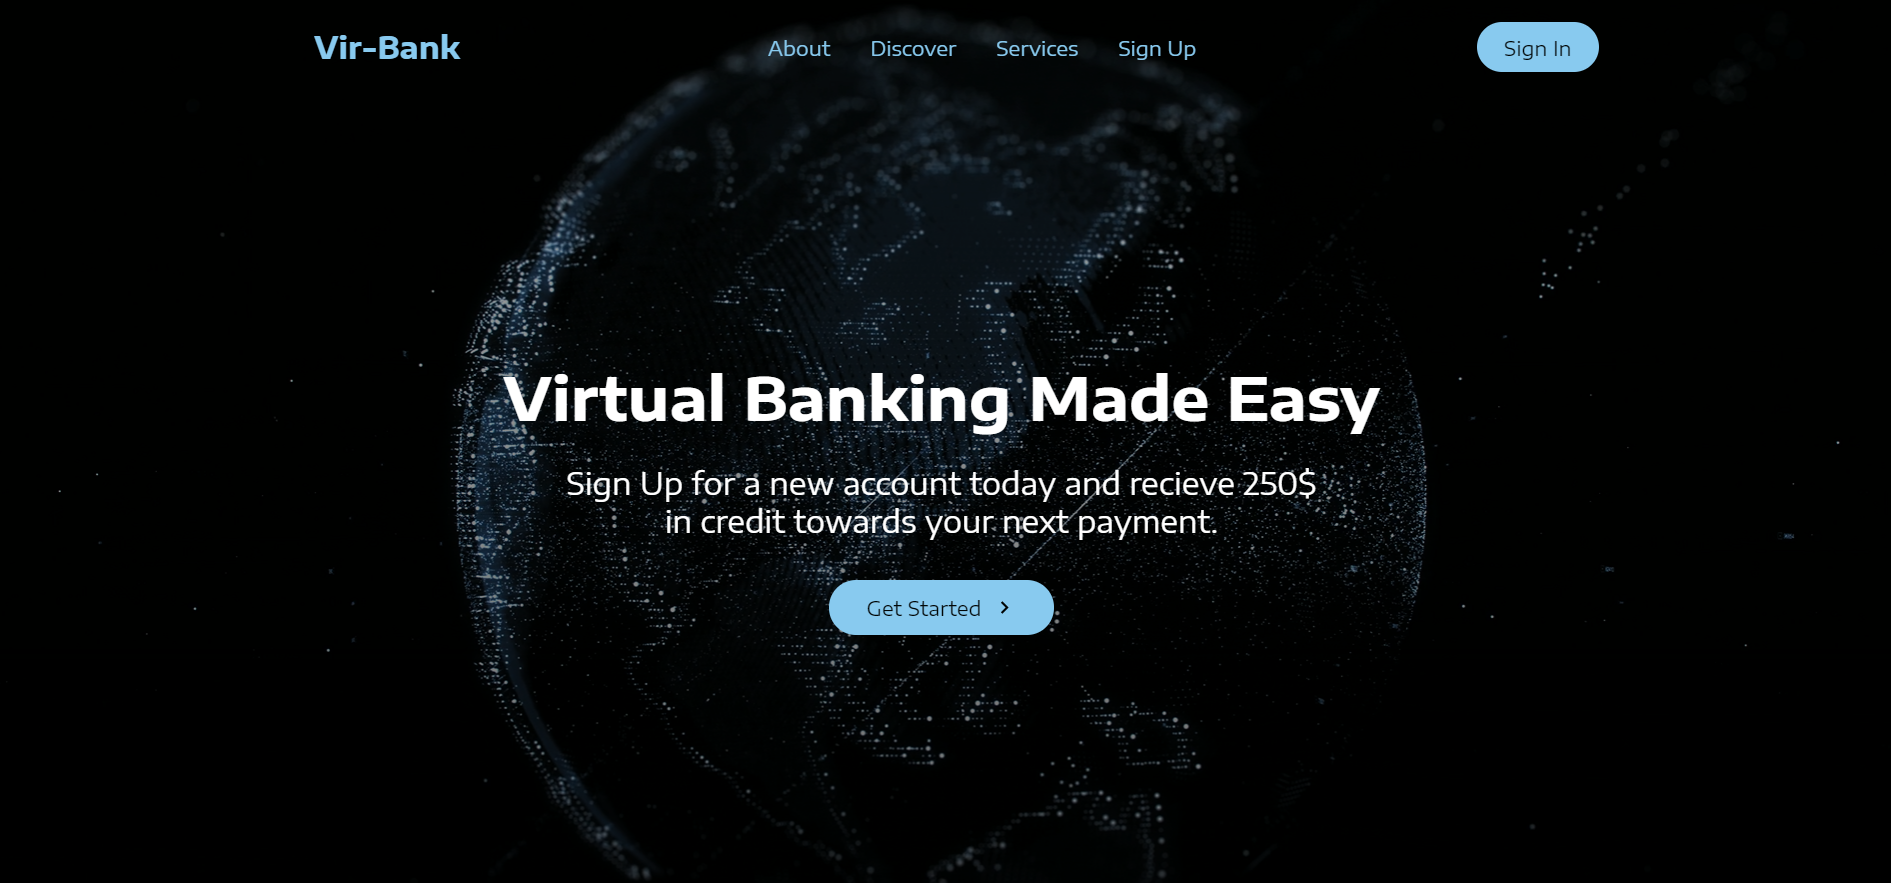 Vir-Bank
About
Discover
Services
Sign Up
Sign In
Virtual Banking Made Easy
Sign Up for a new account today and recieve 250$
in credit towards your next payment.
Get Started